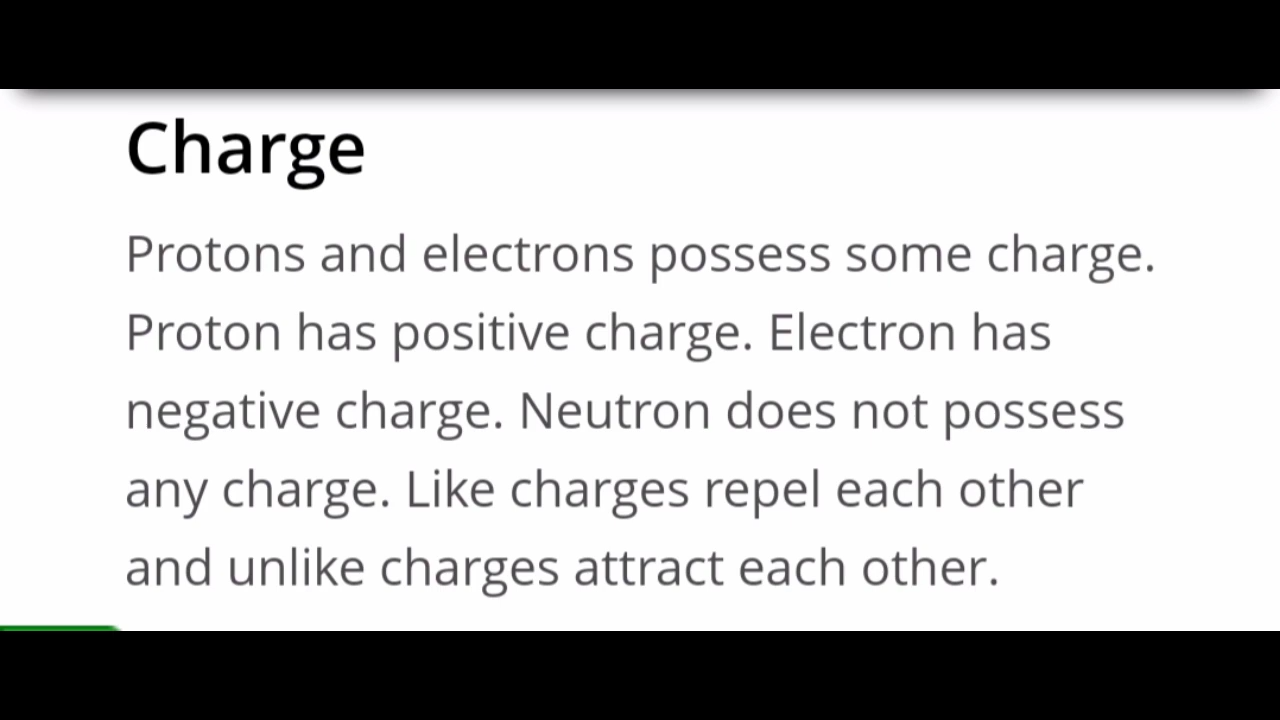 Charge
Protons and electrons possess some charge.
Proton has positive charge. Electron has
negative charge. Neutron does not possess
any charge. Like charges repel each other
and unlike charges attract each other.